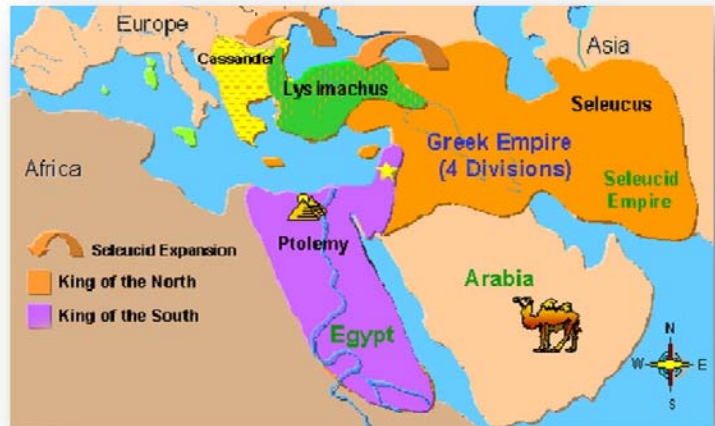 Europe
Asia
Cassander
Lysimachus
Seleucus
Greek Empire
(4 Divisions)
Africa
Seleucid
Empire
Ptolemy
Seleucid Expansion
King of the North
King of the South
Arabia
Egypt
N
W
E
S